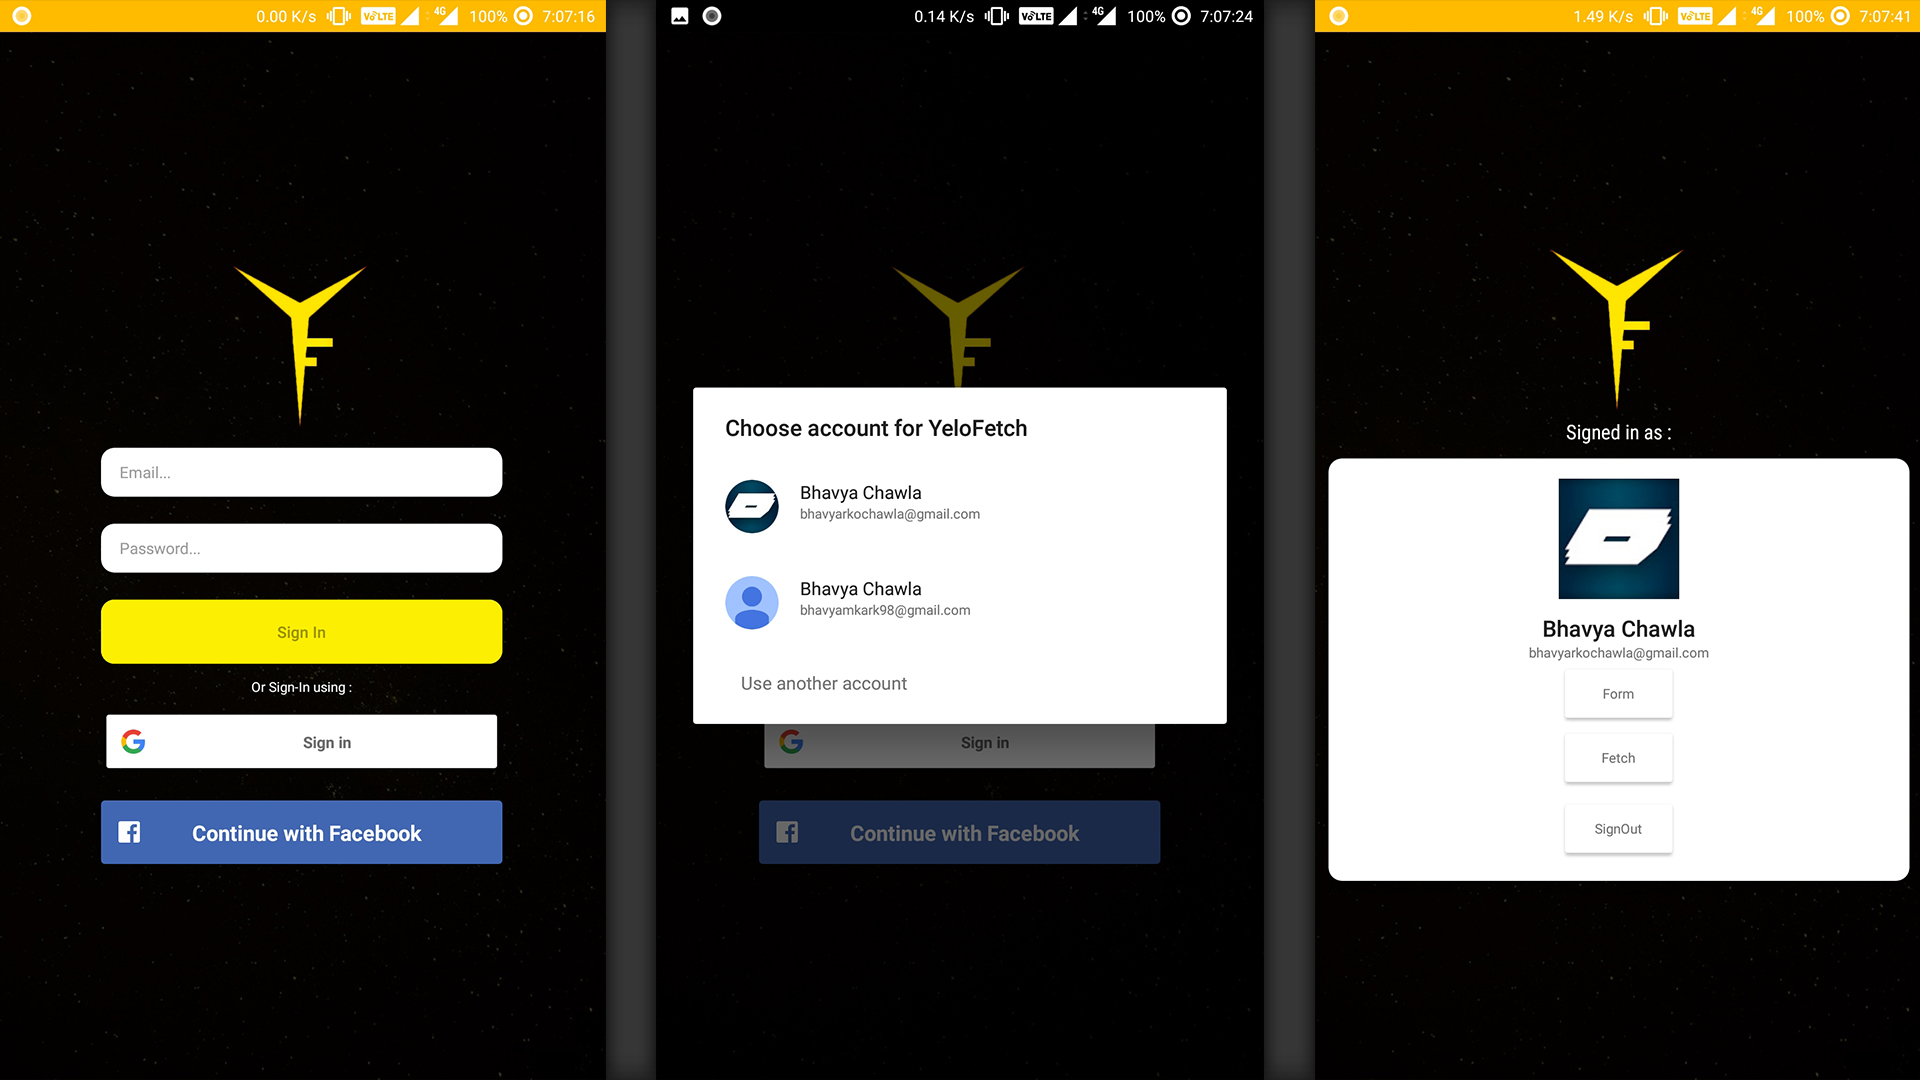 0.00 K/s VoLTE 4G 100% 7:07:16
Email...
Password...
Sign In
Or Sign-In using :
Sign in
Continue with Facebook
0.14 K/s VoLTE 4G 100% 7:07:24
Choose account for YeloFetch
Bhavya Chawla
bhavyarkochawla@gmail.com
Bhavya Chawla
bhavyamkark98@gmail.com
Use another account
Sign in
Continue with Facebook
1.49 K/s VoLTE 4G 100% 7:07:41
Signed in as :
Bhavya Chawla
bhavyarkochawla@gmail.com
Form
Fetch
SignOut